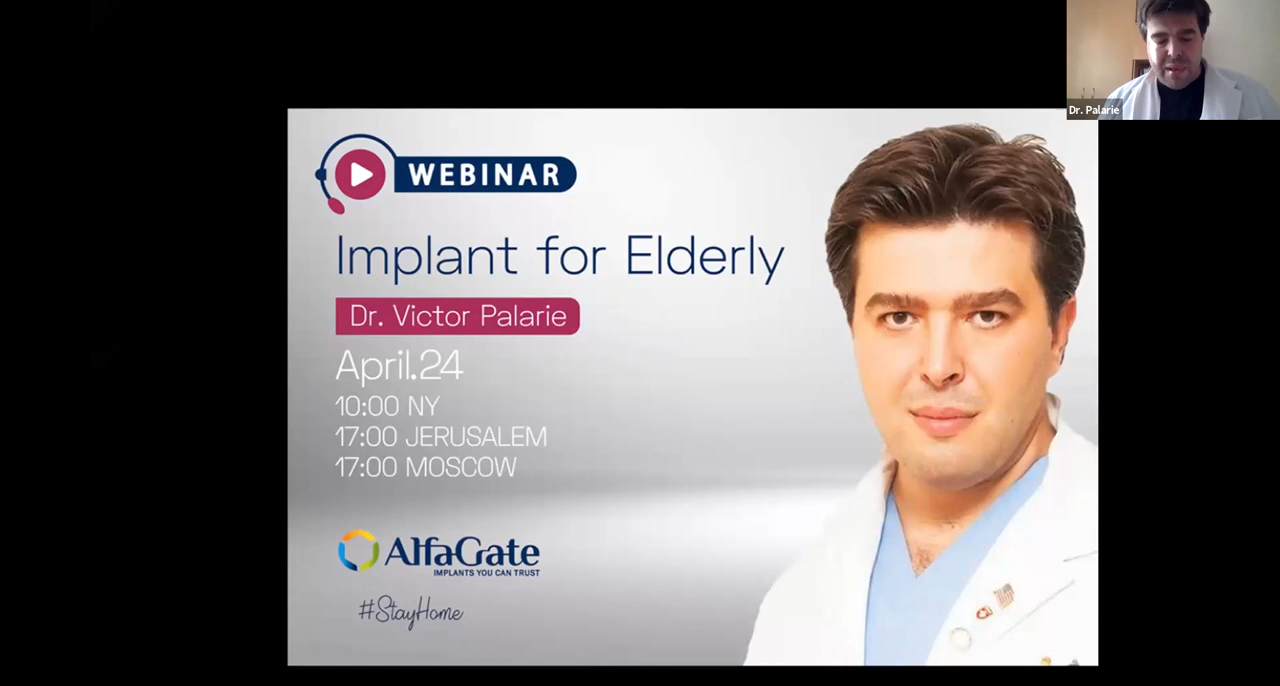 Dr. Palarie
WEBINAR
Implant for Elderly
Dr. Victor Palarie
April.24
10:00 NY
17:00 JERUSALEM
17:00 MOSCOW
AlfaGate
IMPLANTS YOU CAN TRUST
#StayHome